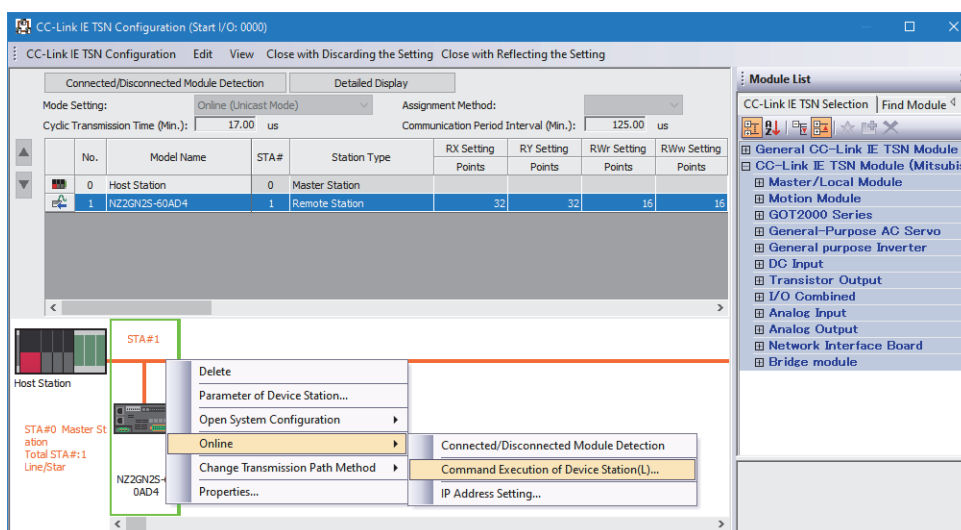 CC-Link IE TSN Configuration (Start I/O: 0000)
CC-Link IE TSN Configuration Edit View Close with Discarding the Setting Close with Reflecting the Setting
Connected/Disconnected Module Detection Detailed Display
Mode Setting: Online (Unicast Mode) Assignment Method:
Cyclic Transmission Time (Min.): 17.00 us Communication Period Interval (Min.): 125.00 us
No. Model Name STA# Station Type RX Setting RY Setting RWr Setting RWw Setting
Points Points Points Points
0 Host Station 0 Master Station
1 NZ2GN2S-60AD4 1 Remote Station 32 32 16 16
STA#1
Host Station
STA#0 Master St
ation
Total STA#:1
Line/Star
NZ2GN2S-
0AD4
Delete
Parameter of Device Station...
Open System Configuration
Online
Change Transmission Path Method
Properties...
Connected/Disconnected Module Detection
Command Execution of Device Station(L)...
IP Address Setting...
Module List
CC-Link IE TSN Selection Find Module
General CC-Link IE TSN Module
CC-Link IE TSN Module (Mitsubi
Master/Local Module
Motion Module
GOT2000 Series
General-Purpose AC Servo
General purpose Inverter
DC Input
Transistor Output
I/O Combined
Analog Input
Analog Output
Network Interface Board
Bridge module